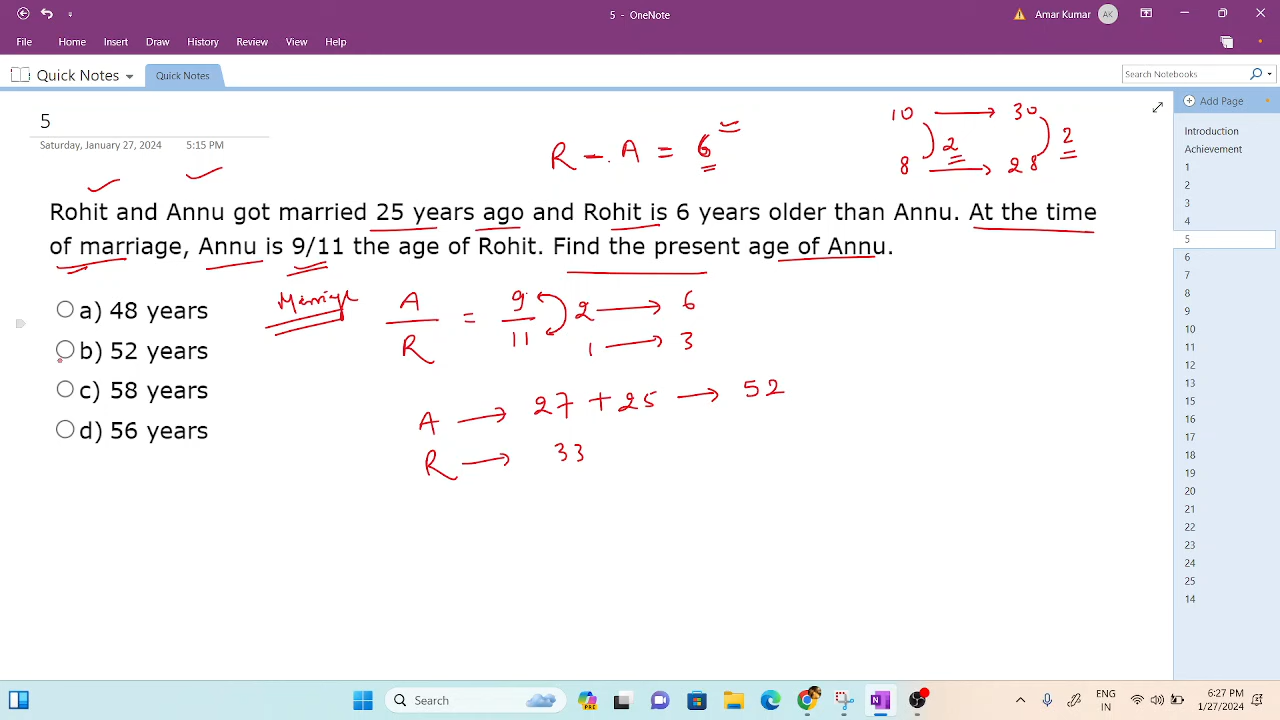 5 - OneNote
Amar Kumar AK
File Home Insert Draw History Review View Help
Quick Notes Quick Notes
Search Notebooks
5
Saturday, January 27, 2024 5:15 PM
R - A = 6
10 → 30
2 2
8 → 28
Rohit and Annu got married 25 years ago and Rohit is 6 years older than Annu. At the time
of marriage, Annu is 9/11 the age of Rohit. Find the present age of Annu.
a) 48 years
b) 52 years
c) 58 years
d) 56 years
Marriage
A/R = 9/11 2 → 6
1 → 3
A → 27 + 25 → 52
R → 33
Add Page
Introduction
Achievement
1
2
3
4
5
6
7
8
9
10
11
12
13
15
16
17
18
19
20
21
22
23
24
25
14
Search
PRE
ENG
IN
6:27 PM
1/27/2024